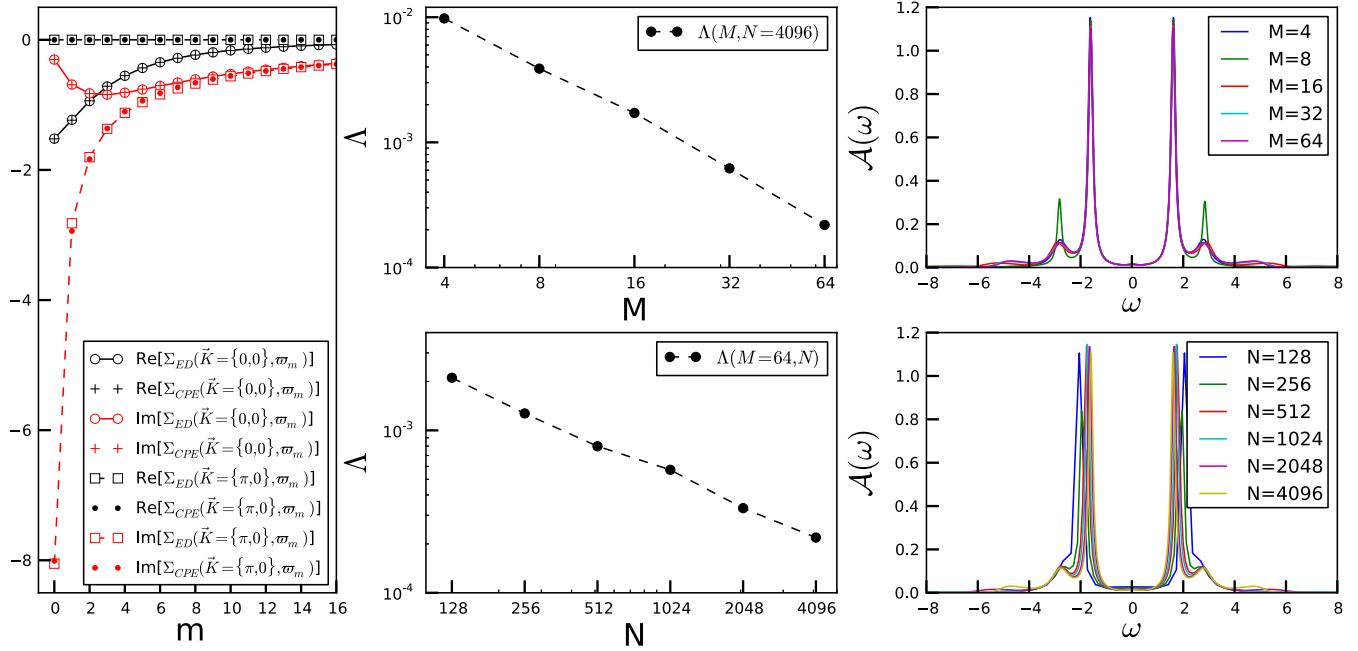 0
−2
−4
−6
−8
0 2 4 6 8 10 12 14 16
m
Re[Σ_ED(K⃗={0,0},ϖ_m)]
Re[Σ_CPE(K⃗={0,0},ϖ_m)]
Im[Σ_ED(K⃗={0,0},ϖ_m)]
Im[Σ_CPE(K⃗={0,0},ϖ_m)]
Re[Σ_ED(K⃗={π,0},ϖ_m)]
Re[Σ_CPE(K⃗={π,0},ϖ_m)]
Im[Σ_ED(K⃗={π,0},ϖ_m)]
Im[Σ_CPE(K⃗={π,0},ϖ_m)]
Λ
10⁻²
10⁻³
10⁻⁴
4 8 16 32 64
M
Λ(M,N=4096)
Λ
10⁻³
10⁻⁴
128 256 512 1024 2048 4096
N
Λ(M=64,N)
A(ω)
1.2
1.0
0.8
0.6
0.4
0.2
0.0
−8 −6 −4 −2 0 2 4 6 8
ω
M=4
M=8
M=16
M=32
M=64
A(ω)
1.2
1.0
0.8
0.6
0.4
0.2
0.0
−8 −6 −4 −2 0 2 4 6 8
ω
N=128
N=256
N=512
N=1024
N=2048
N=4096